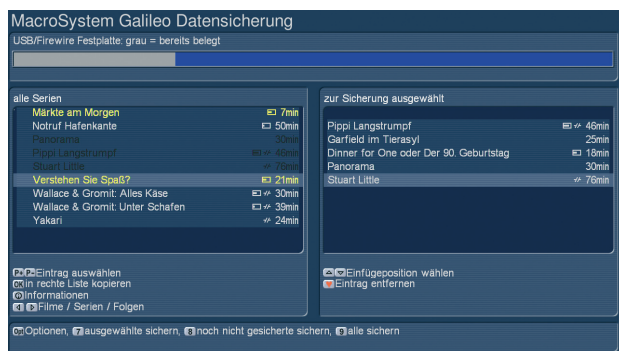 MacroSystem Galileo Datensicherung
USB/Firewire Festplatte: grau = bereits belegt
alle Serien
Märkte am Morgen 7min
Notruf Hafenkante 50min
Panorama 30min
Pippi Langstrumpf 46min
Stuart Little 76min
Verstehen Sie Spaß? 21min
Wallace & Gromit: Alles Käse 30min
Wallace & Gromit: Unter Schafen 39min
Yakari 24min
P+ P- Eintrag auswählen
OK in rechte Liste kopieren
Informationen
Filme / Serien / Folgen
zur Sicherung ausgewählt
Pippi Langstrumpf 46min
Garfield im Tierasyl 25min
Dinner for One oder Der 90. Geburtstag 18min
Panorama 30min
Stuart Little 76min
Einfügeposition wählen
Eintrag entfernen
Opt Optionen, 7 ausgewählte sichern, 8 noch nicht gesicherte sichern, 9 alle sichern